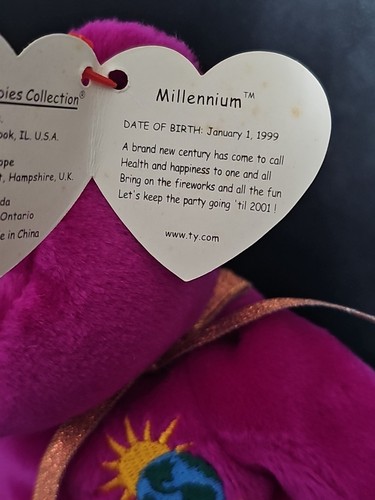 pies Collection®
ook, IL. U.S.A.
ope
t, Hampshire, U.K.
da
Ontario
e in China
Millennium™
DATE OF BIRTH: January 1, 1999
A brand new century has come to call
Health and happiness to one and all
Bring on the fireworks and all the fun
Let's keep the party going 'til 2001 !
www.ty.com